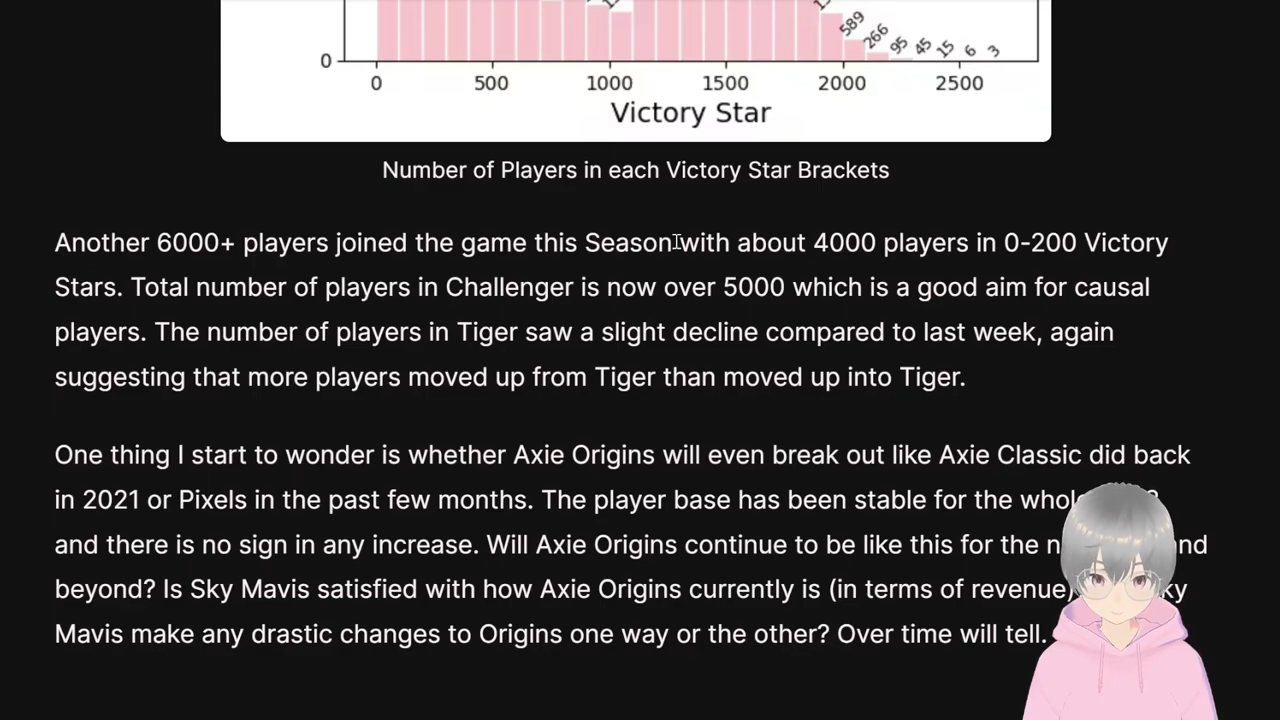 589
266
95
45
15
6
3
0
0 500 1000 1500 2000 2500
Victory Star
Number of Players in each Victory Star Brackets
Another 6000+ players joined the game this Season with about 4000 players in 0-200 Victory
Stars. Total number of players in Challenger is now over 5000 which is a good aim for causal
players. The number of players in Tiger saw a slight decline compared to last week, again
suggesting that more players moved up from Tiger than moved up into Tiger.
One thing I start to wonder is whether Axie Origins will even break out like Axie Classic did back
in 2021 or Pixels in the past few months. The player base has been stable for the whole
and there is no sign in any increase. Will Axie Origins continue to be like this for the
beyond? Is Sky Mavis satisfied with how Axie Origins currently is (in terms of revenue)
Mavis make any drastic changes to Origins one way or the other? Over time will tell.